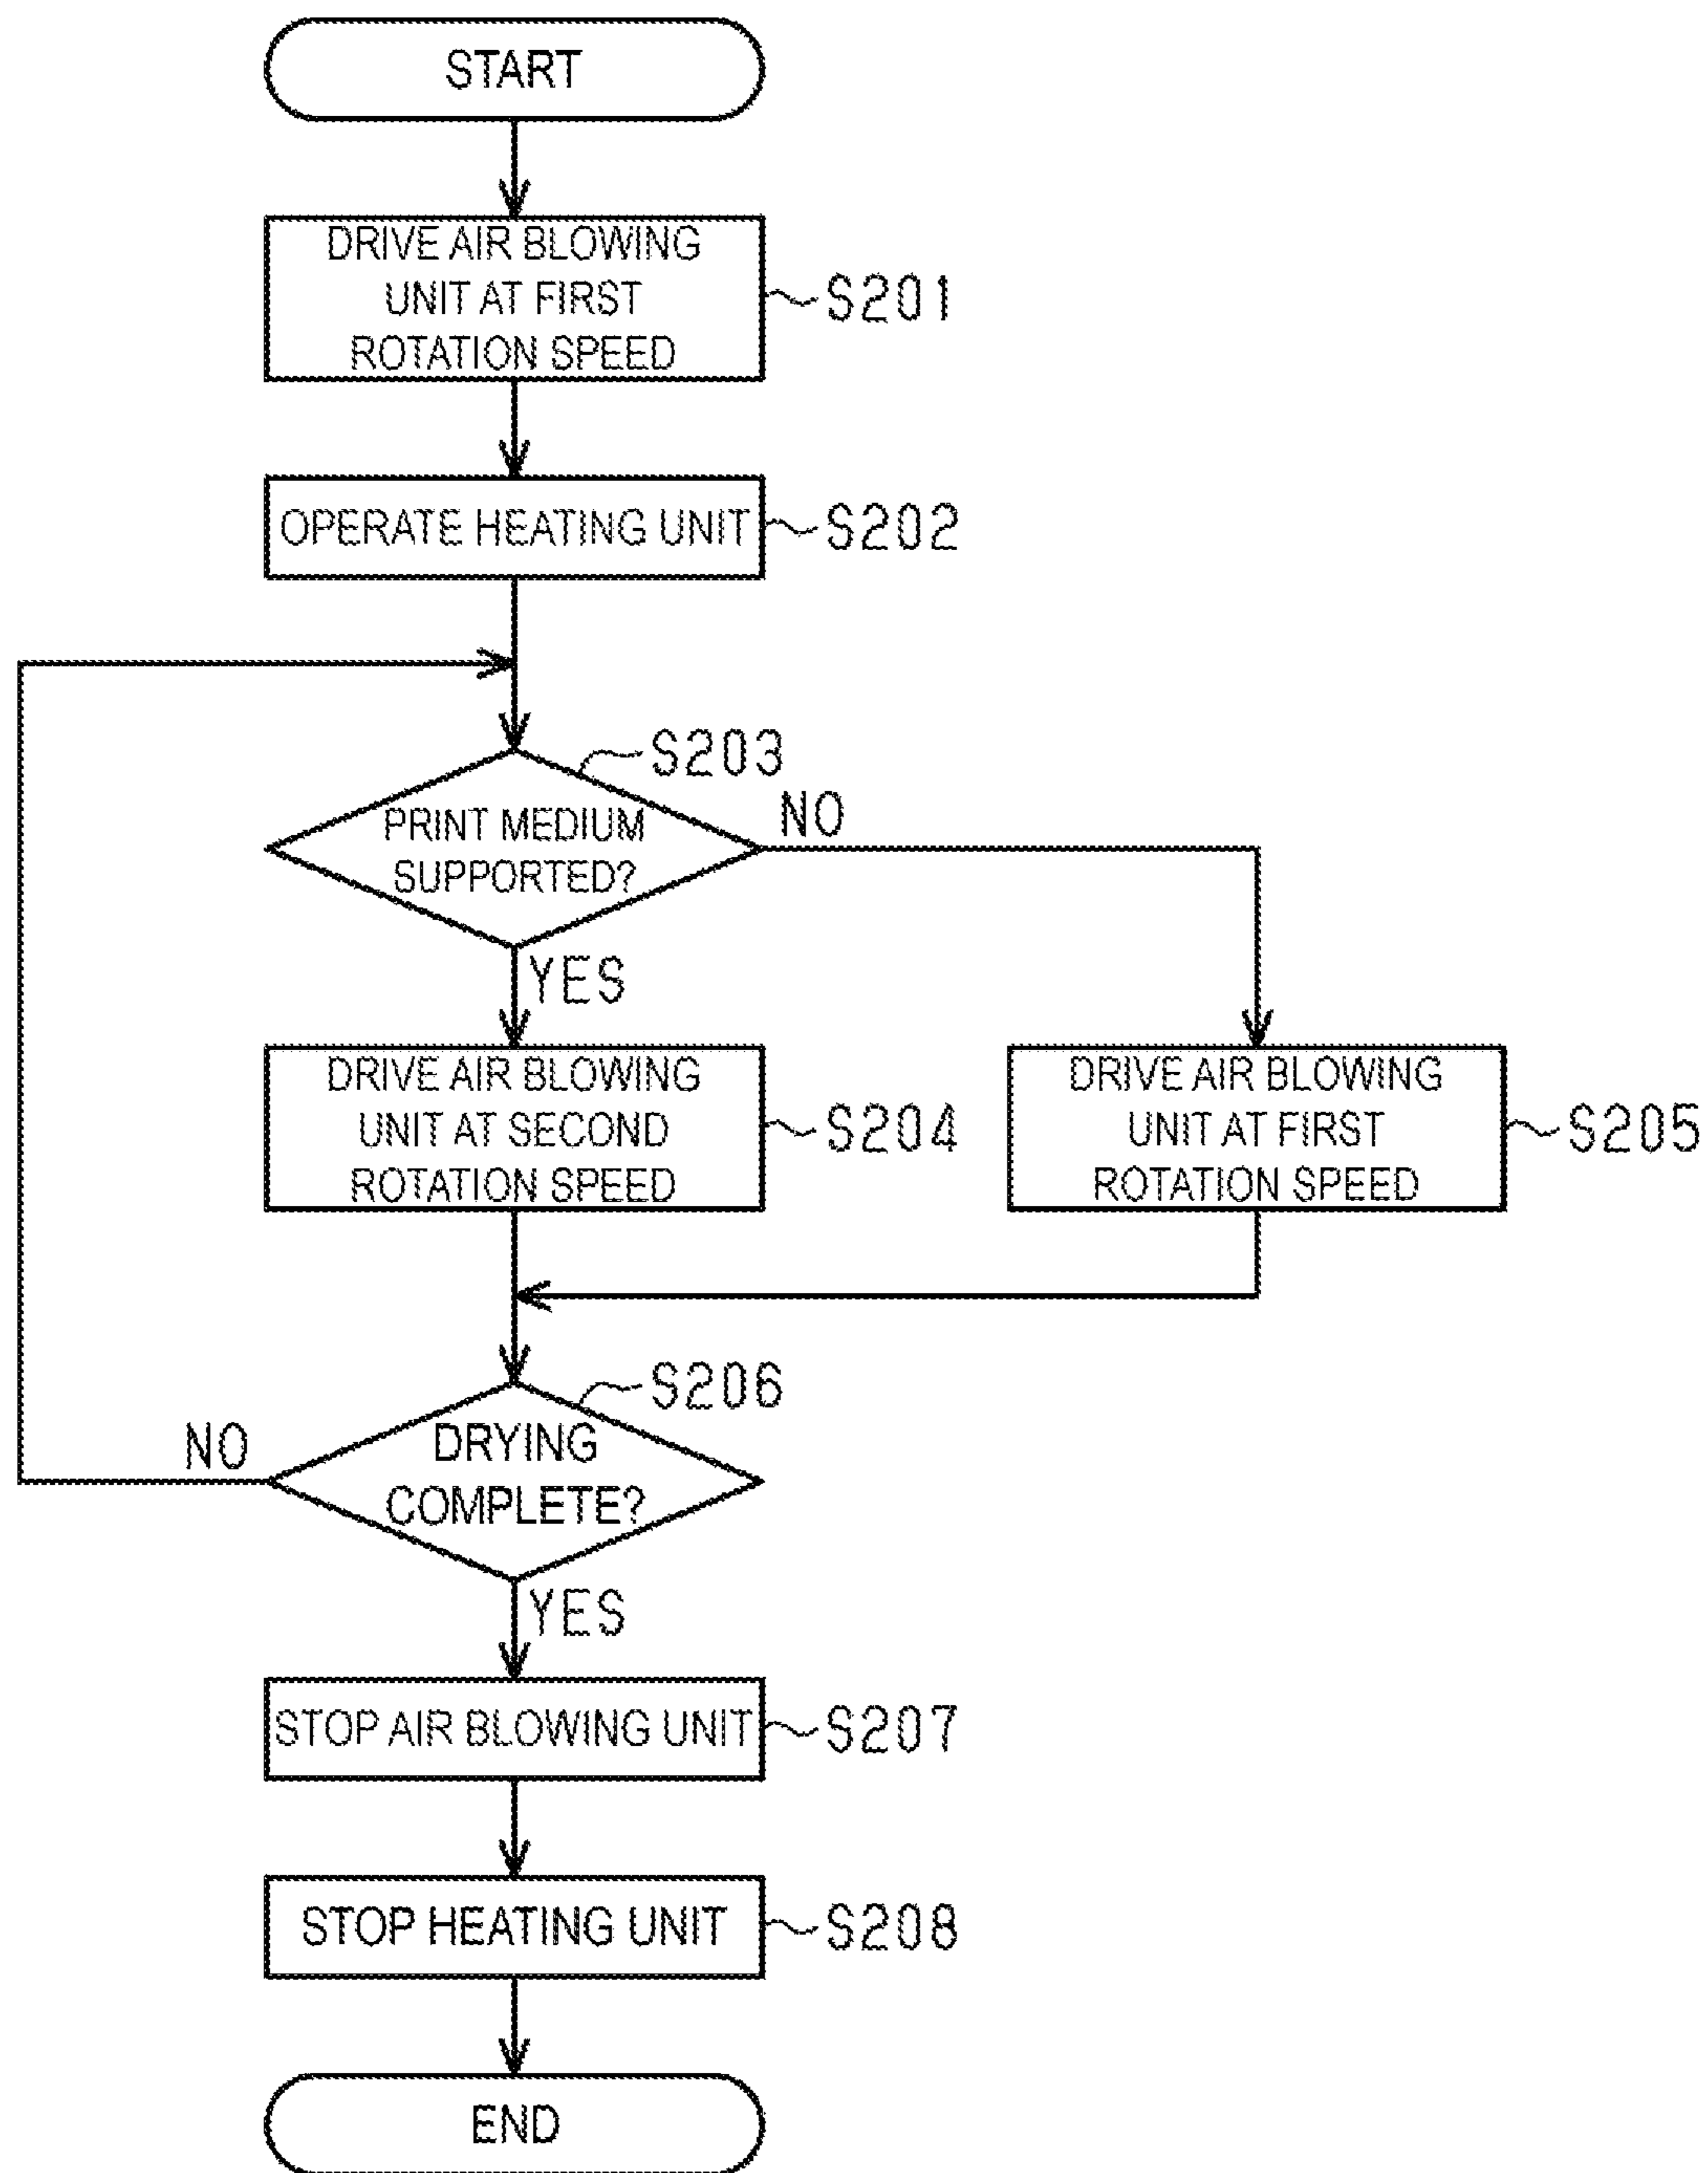 START
DRIVE AIR BLOWING
UNIT AT FIRST
ROTATION SPEED
S201
OPERATE HEATING UNIT
S202
S203
PRINT MEDIUM
SUPPORTED?
NO
YES
DRIVE AIR BLOWING
UNIT AT SECOND
ROTATION SPEED
S204
DRIVE AIR BLOWING
UNIT AT FIRST
ROTATION SPEED
S205
S206
DRYING
COMPLETE?
NO
YES
STOP AIR BLOWING UNIT
S207
STOP HEATING UNIT
S208
END